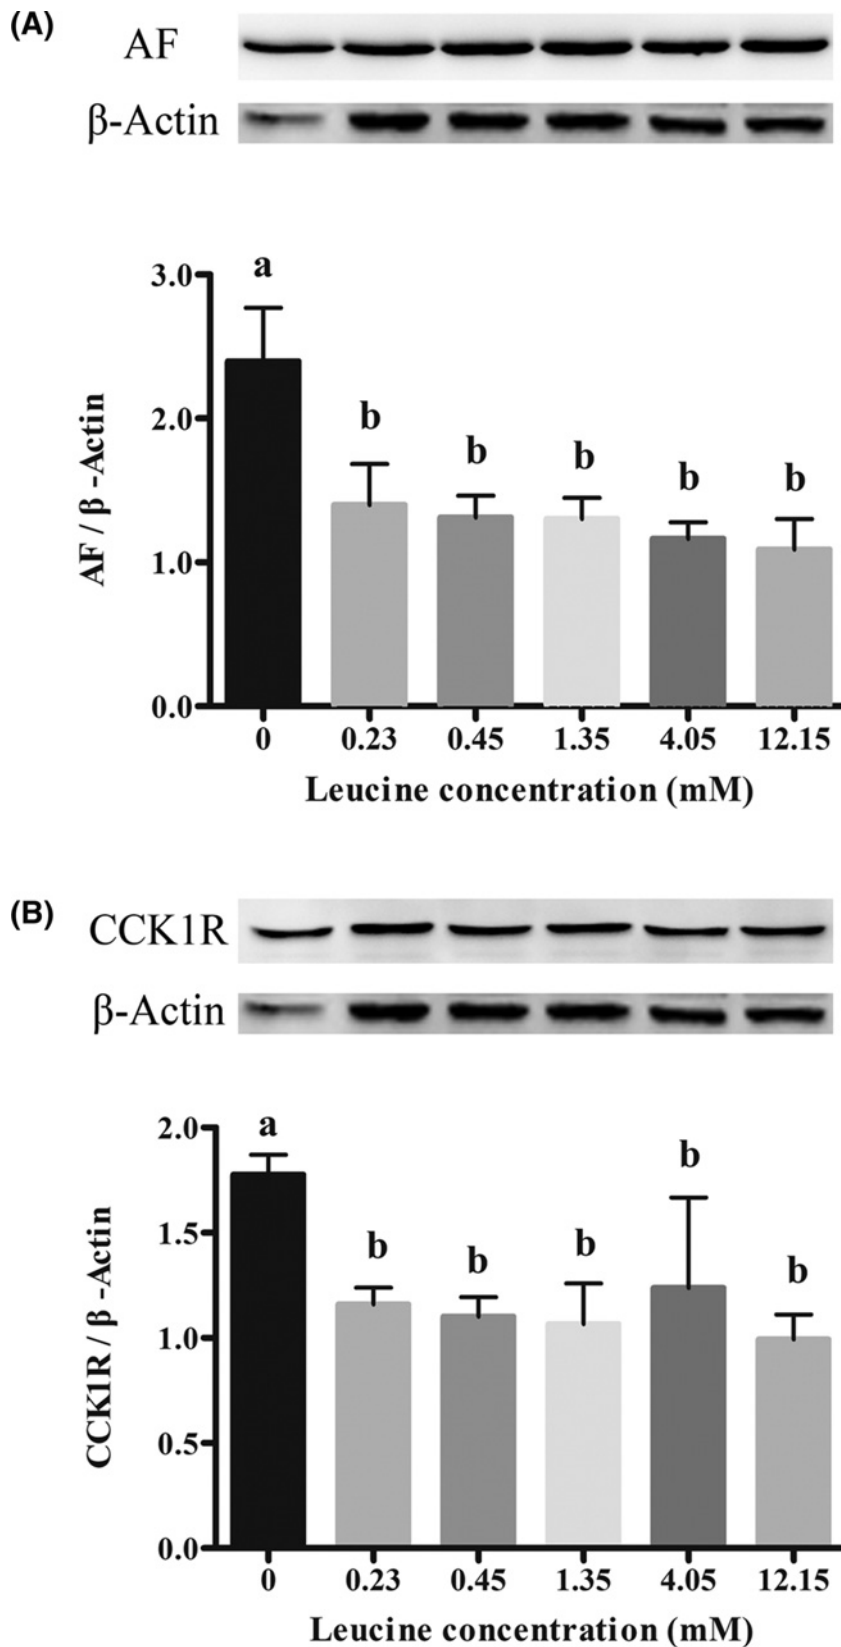 (A)
AF
β-Actin
a
3.0
b
2.0
b
b
b
b
AF / β -Actin
1.0
0.0
0 0.23 0.45 1.35 4.05 12.15
Leucine concentration (mM)
(B)
CCK1R
β-Actin
2.0
a
b
b
b
b
b
1.5
CCK1R / β -Actin
1.0
0.5
0.0
0 0.23 0.45 1.35 4.05 12.15
Leucine concentration (mM)